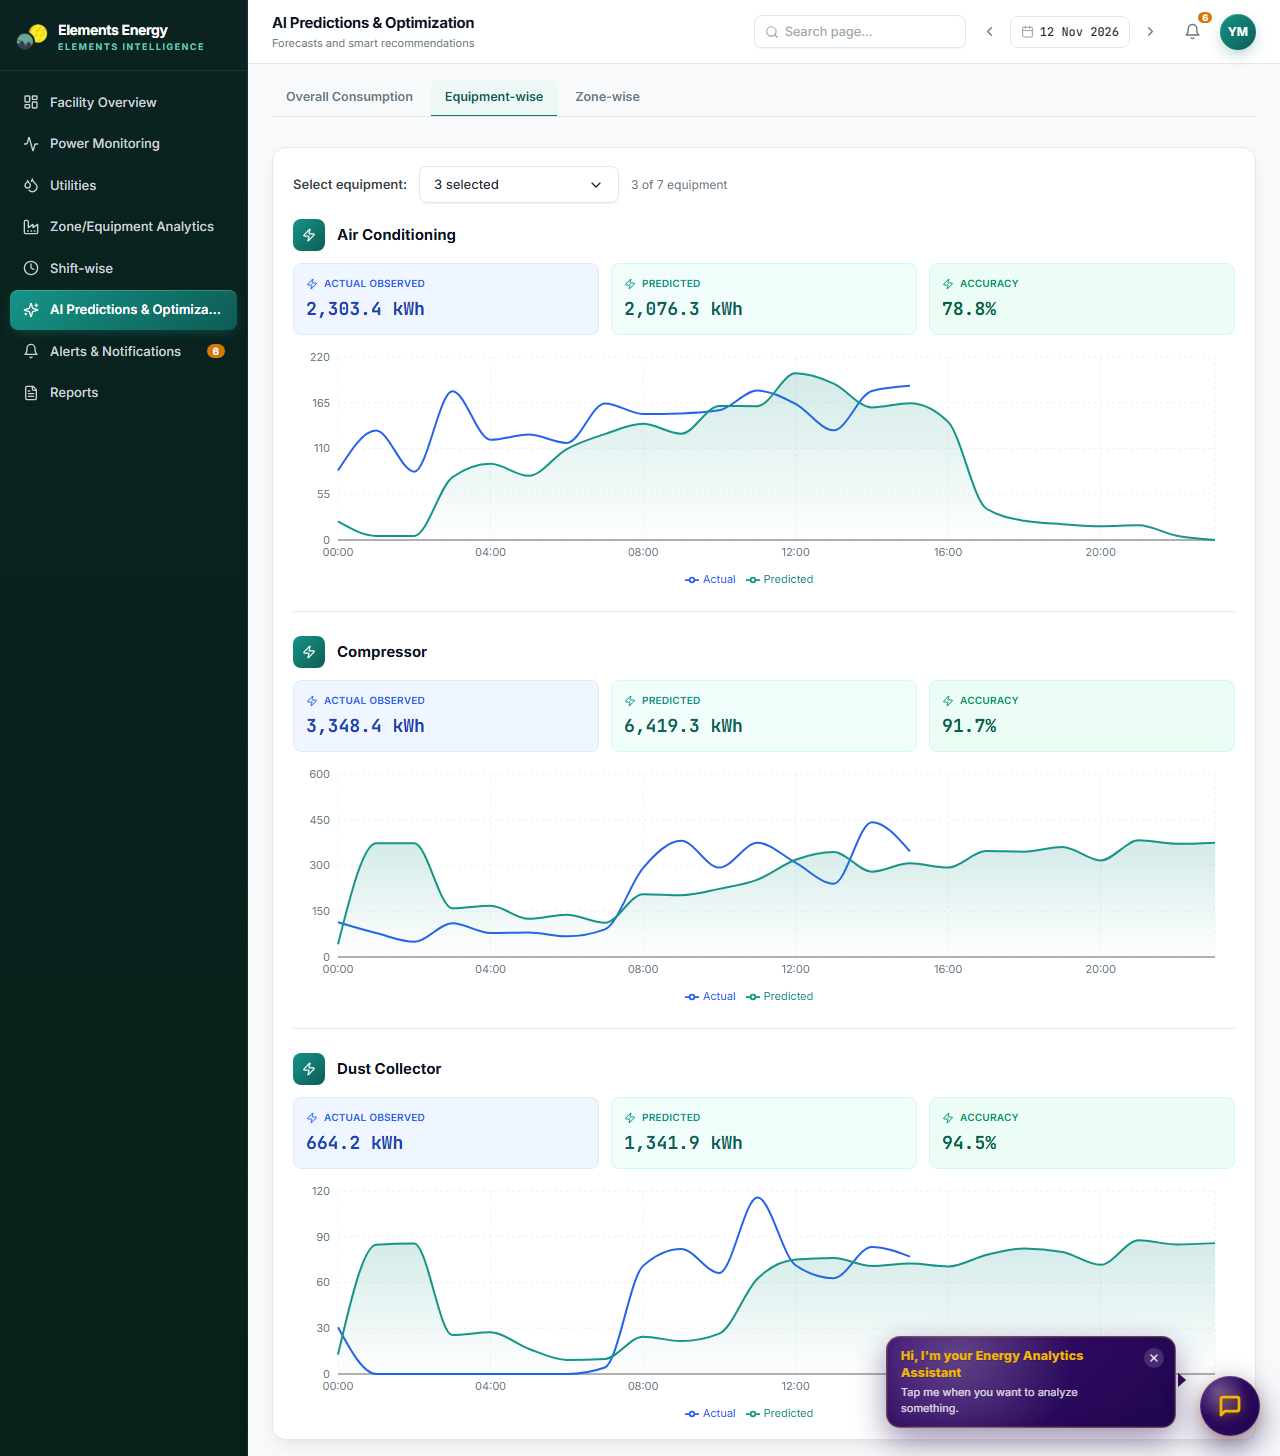 Elements Energy
ELEMENTS INTELLIGENCE
Facility Overview
Power Monitoring
Utilities
Zone/Equipment Analytics
Shift-wise
AI Predictions & Optimiza...
Alerts & Notifications 6
Reports
AI Predictions & Optimization
Forecasts and smart recommendations
Search page...
12 Nov 2026
6
YM
Overall Consumption Equipment-wise Zone-wise
Select equipment: 3 selected 3 of 7 equipment
Air Conditioning
ACTUAL OBSERVED
2,303.4 kWh
PREDICTED
2,076.3 kWh
ACCURACY
78.8%
220
165
110
55
0
00:00 04:00 08:00 12:00 16:00 20:00
Actual Predicted
Compressor
ACTUAL OBSERVED
3,348.4 kWh
PREDICTED
6,419.3 kWh
ACCURACY
91.7%
600
450
300
150
0
00:00 04:00 08:00 12:00 16:00 20:00
Actual Predicted
Dust Collector
ACTUAL OBSERVED
664.2 kWh
PREDICTED
1,341.9 kWh
ACCURACY
94.5%
120
90
60
30
0
00:00 04:00 08:00 12:00
Actual Predicted
Hi, I'm your Energy Analytics
Assistant
Tap me when you want to analyze
something.